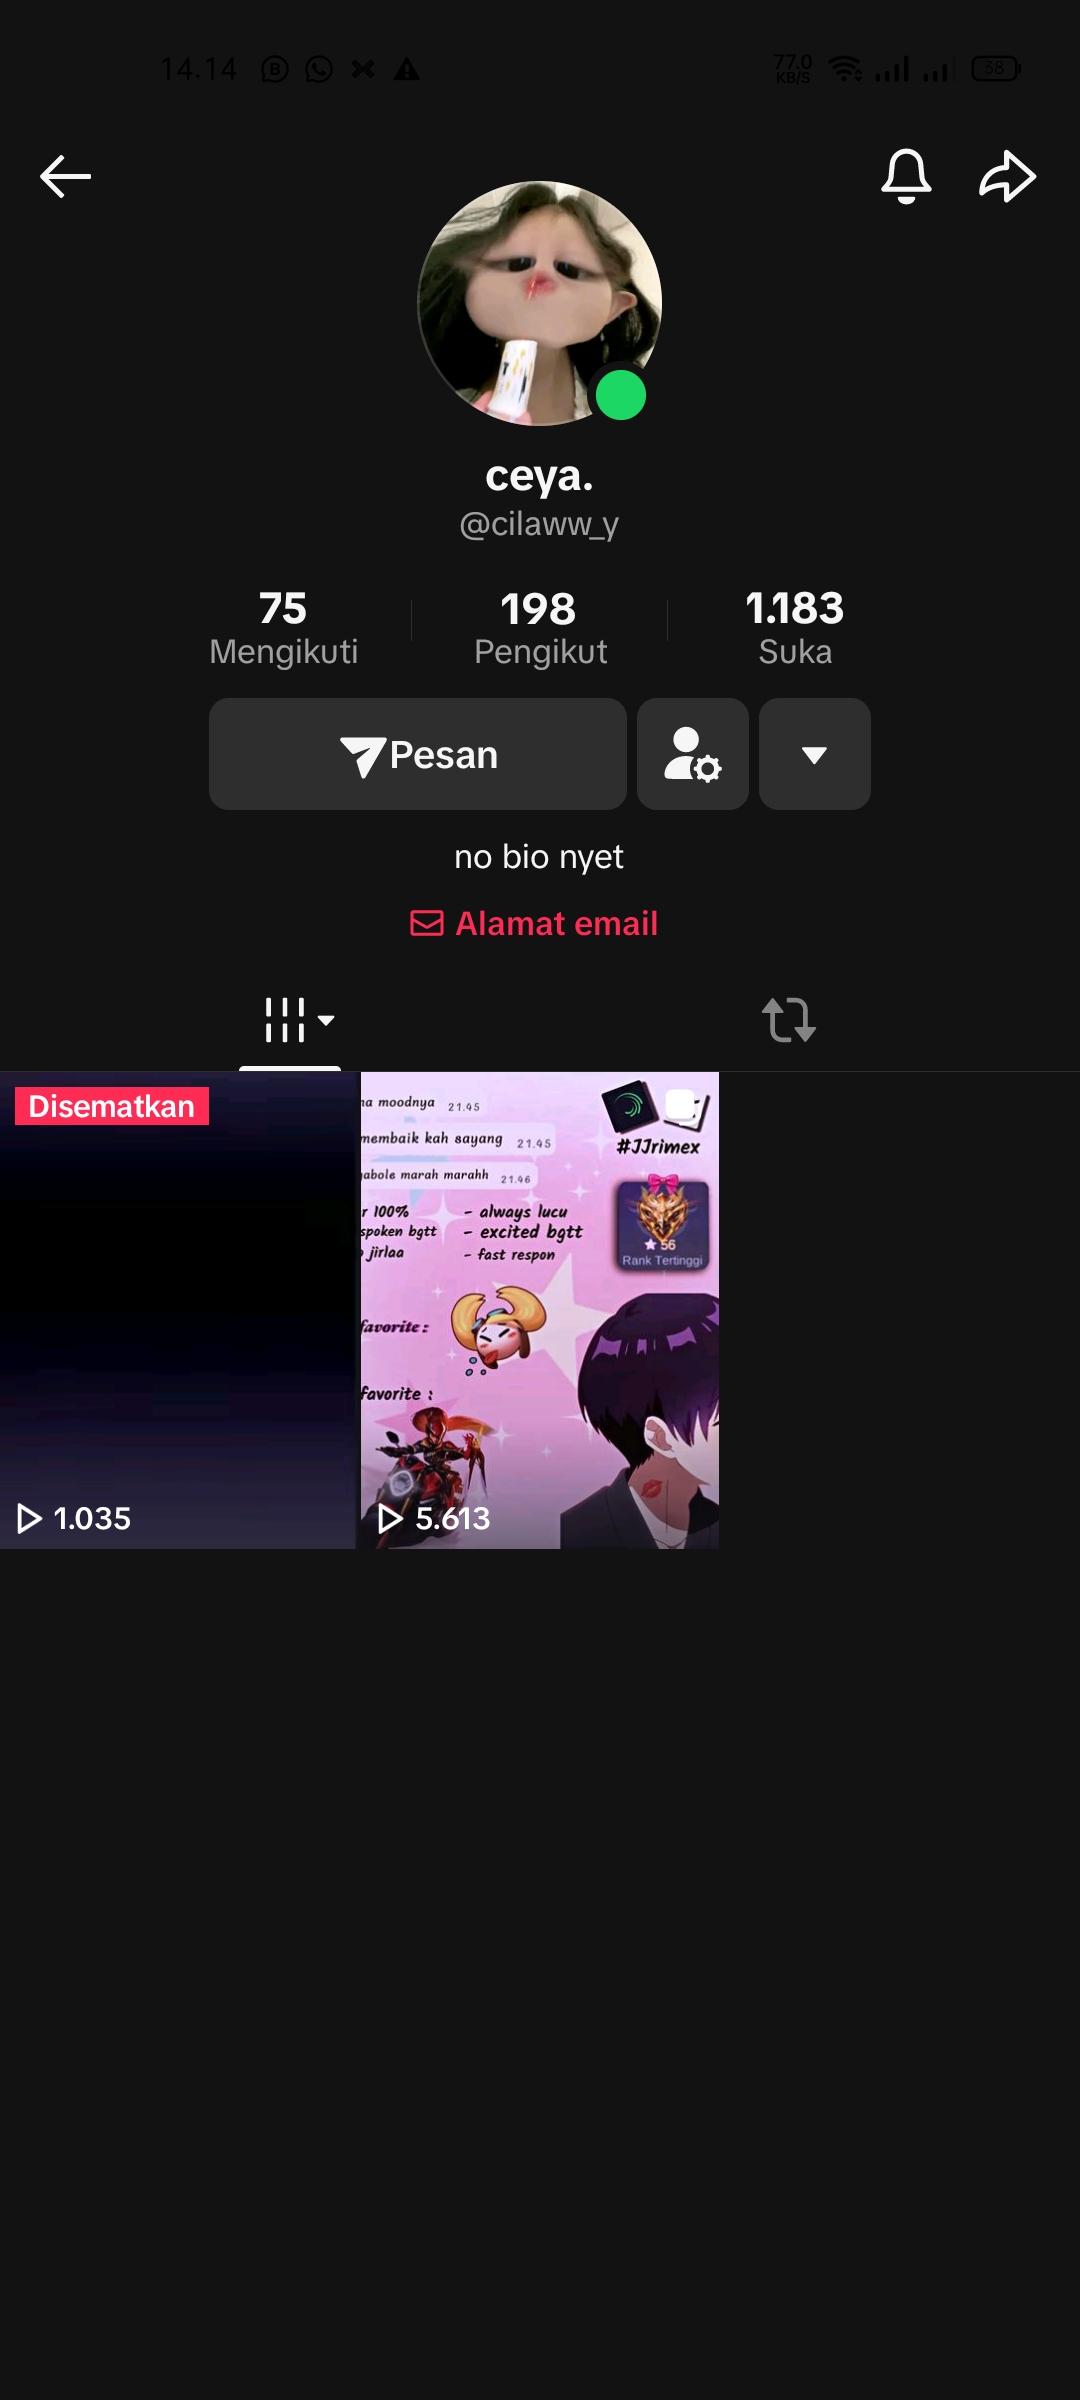 14.14
77.0
KB/S
38
ceya.
@cilaww_y
75
Mengikuti
198
Pengikut
1.183
Suka
Pesan
no bio nyet
Alamat email
Disematkan
1.035
moodnya 21.45
membaik kah sayang 21.45
marah marahh 21.46
#JJrimex
100%
- always lucu
spoken bgtt
- excited bgtt
jirlaa
- fast respon
56
Rank Tertinggi
favorite :
favorite :
5.613